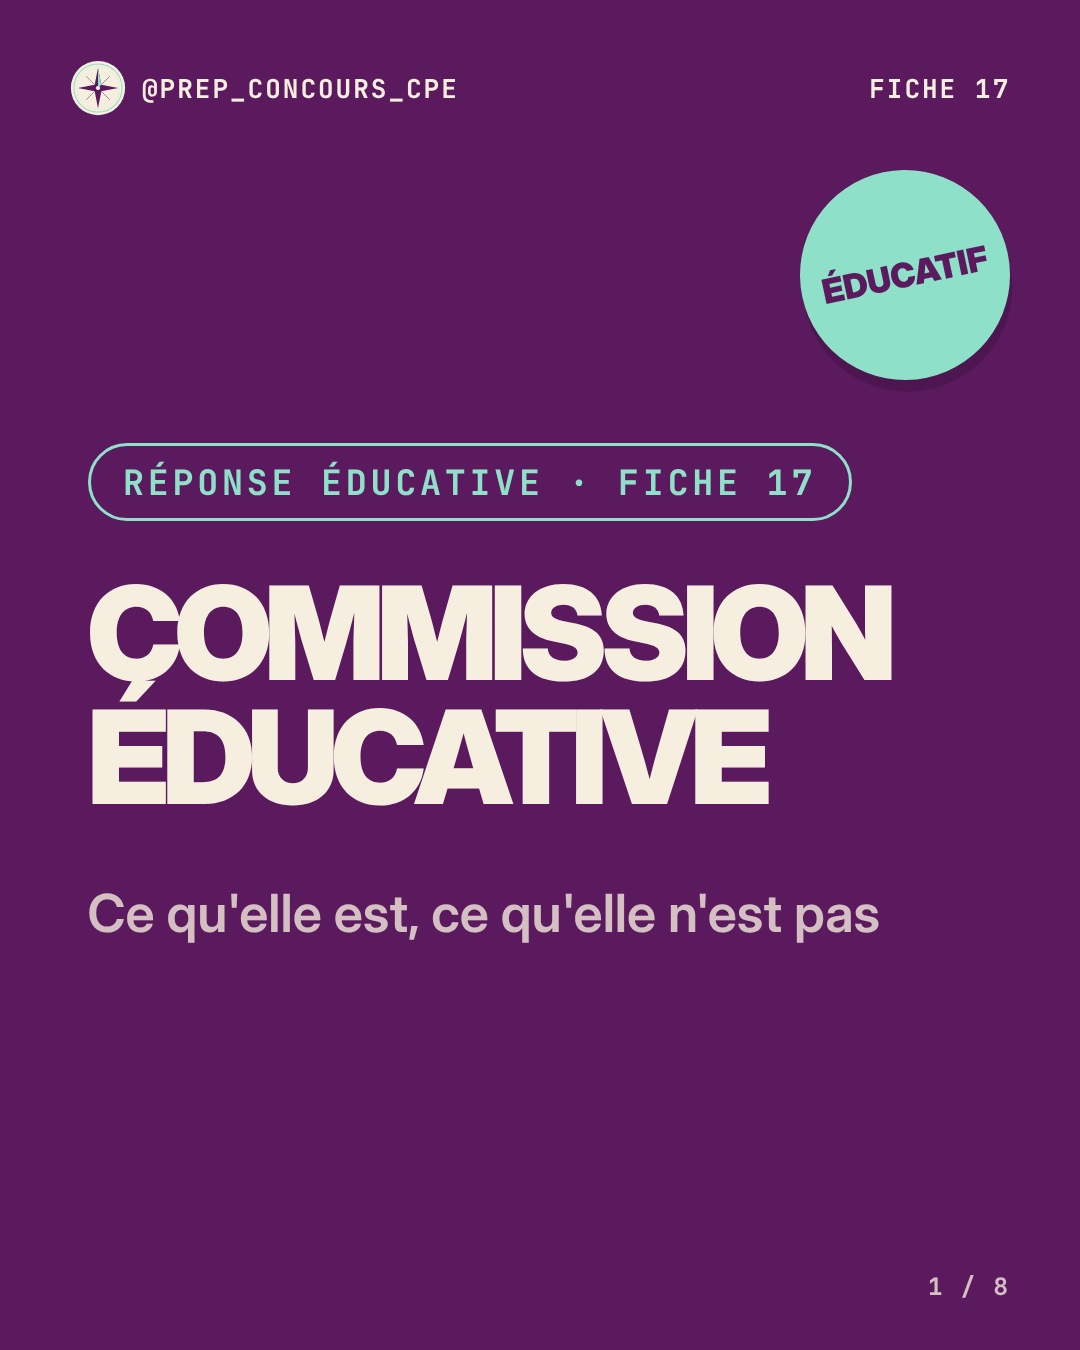 @PREP_CONCOURS_CPE
FICHE 17
ÉDUCATIF
RÉPONSE ÉDUCATIVE · FICHE 17
COMMISSION
ÉDUCATIVE
Ce qu'elle est, ce qu'elle n'est pas
1 / 8